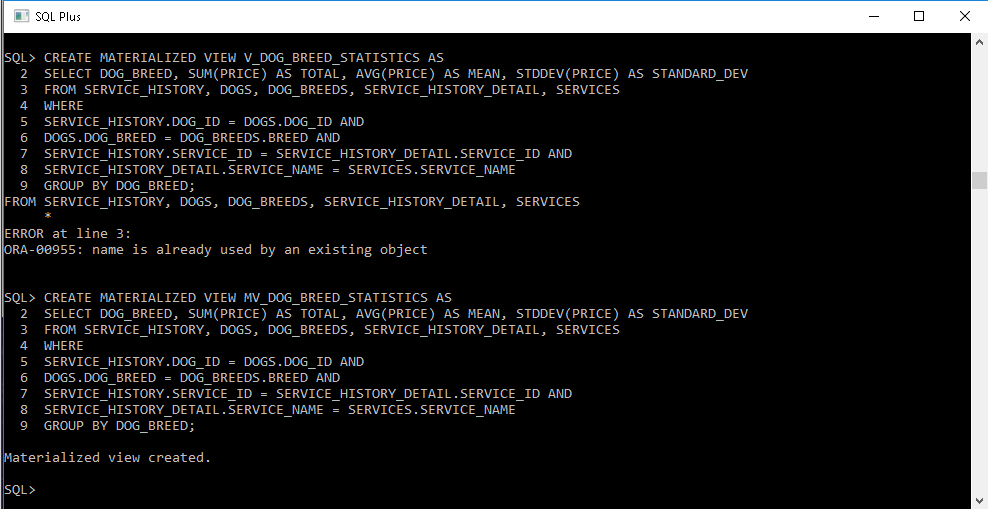 SQL Plus
SQL> CREATE MATERIALIZED VIEW V_DOG_BREED_STATISTICS AS
2 SELECT DOG_BREED, SUM(PRICE) AS TOTAL, AVG(PRICE) AS MEAN, STDDEV(PRICE) AS STANDARD_DEV
3 FROM SERVICE_HISTORY, DOGS, DOG_BREEDS, SERVICE_HISTORY_DETAIL, SERVICES
4 WHERE
5 SERVICE_HISTORY.DOG_ID = DOGS.DOG_ID AND
6 DOGS.DOG_BREED = DOG_BREEDS.BREED AND
7 SERVICE_HISTORY.SERVICE_ID = SERVICE_HISTORY_DETAIL.SERVICE_ID AND
8 SERVICE_HISTORY_DETAIL.SERVICE_NAME = SERVICES.SERVICE_NAME
9 GROUP BY DOG_BREED;
FROM SERVICE_HISTORY, DOGS, DOG_BREEDS, SERVICE_HISTORY_DETAIL, SERVICES
*
ERROR at line 3:
ORA-00955: name is already used by an existing object
SQL> CREATE MATERIALIZED VIEW MV_DOG_BREED_STATISTICS AS
2 SELECT DOG_BREED, SUM(PRICE) AS TOTAL, AVG(PRICE) AS MEAN, STDDEV(PRICE) AS STANDARD_DEV
3 FROM SERVICE_HISTORY, DOGS, DOG_BREEDS, SERVICE_HISTORY_DETAIL, SERVICES
4 WHERE
5 SERVICE_HISTORY.DOG_ID = DOGS.DOG_ID AND
6 DOGS.DOG_BREED = DOG_BREEDS.BREED AND
7 SERVICE_HISTORY.SERVICE_ID = SERVICE_HISTORY_DETAIL.SERVICE_ID AND
8 SERVICE_HISTORY_DETAIL.SERVICE_NAME = SERVICES.SERVICE_NAME
9 GROUP BY DOG_BREED;
Materialized view created.
SQL>